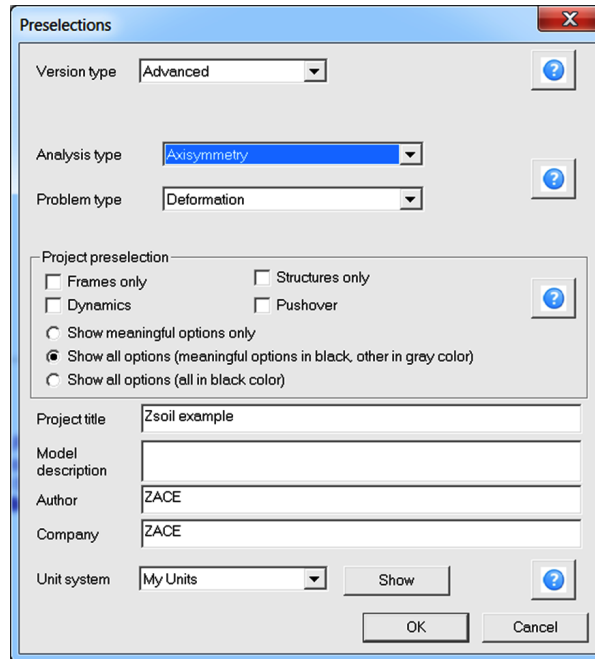 Preselections
Version type Advanced
Analysis type Axisymmetry
Problem type Deformation
Project preselection
Frames only Structures only
Dynamics Pushover
Show meaningful options only
Show all options (meaningful options in black, other in gray color)
Show all options (all in black color)
Project title Zsoil example
Model
description
Author ZACE
Company ZACE
Unit system My Units Show
OK Cancel